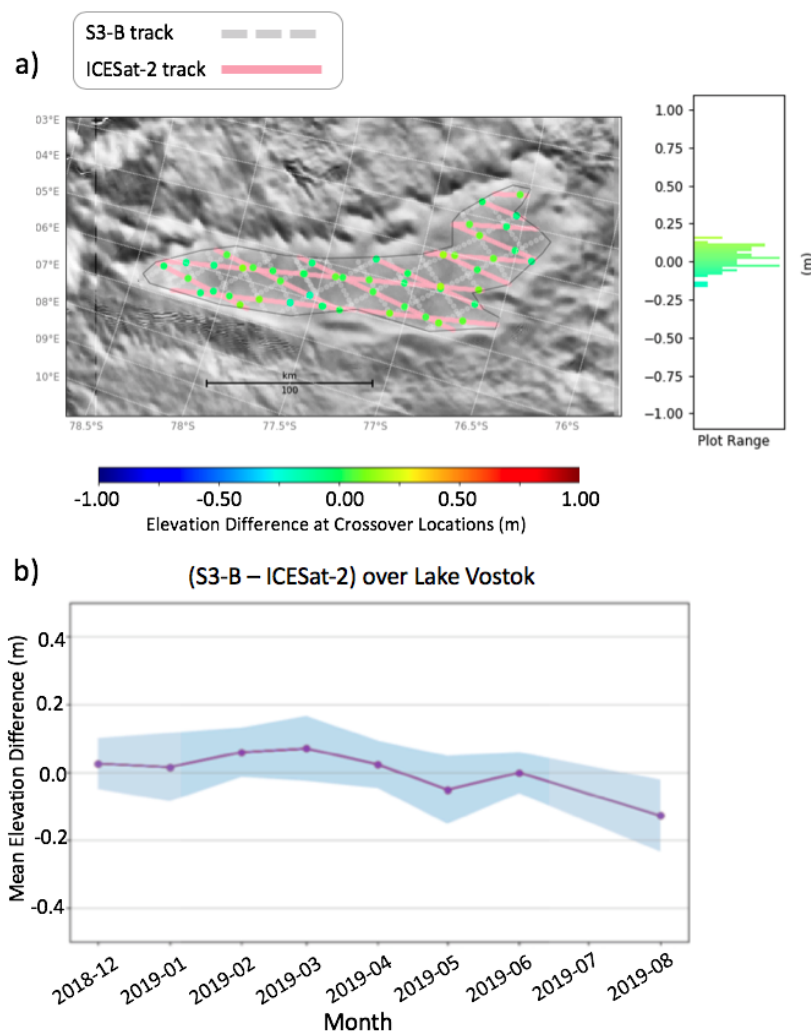 S3-B track
ICESat-2 track
a)
03°E
04°E
05°E
06°E
07°E
08°E
09°E
10°E
78.5°S
78°S
77.5°S
77°S
76.5°S
76°S
km
100
1.00
0.75
0.50
0.25
0.00
−0.25
−0.50
−0.75
−1.00
(m)
Plot Range
-1.00 -0.50 0.00 0.50 1.00
Elevation Difference at Crossover Locations (m)
b)
(S3-B – ICESat-2) over Lake Vostok
Mean Elevation Difference (m)
0.4
0.2
0.0
-0.2
-0.4
2018-12
2019-01
2019-02
2019-03
2019-04
2019-05
2019-06
2019-07
2019-08
Month